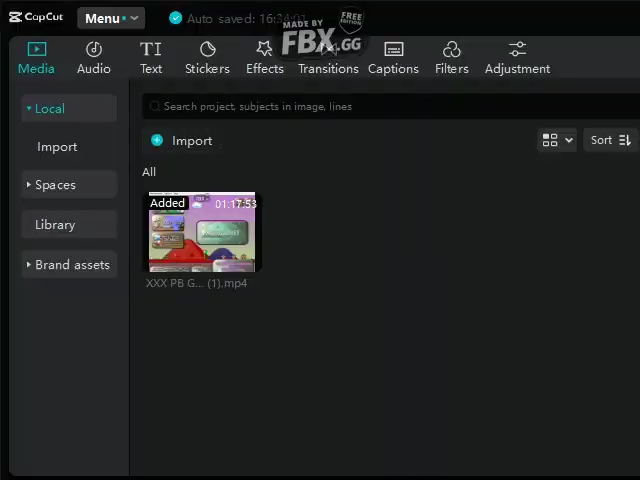 CapCut
Menu
Auto saved: 16:34:01
MADE BY
FREE EDITION
FBX.GG
Media
Audio
Text
Stickers
Effects
Transitions
Captions
Filters
Adjustment
Local
Import
Spaces
Library
Brand assets
Search project, subjects in image, lines
Import
Sort
All
Added
01:17:53
XXX PB G... (1).mp4